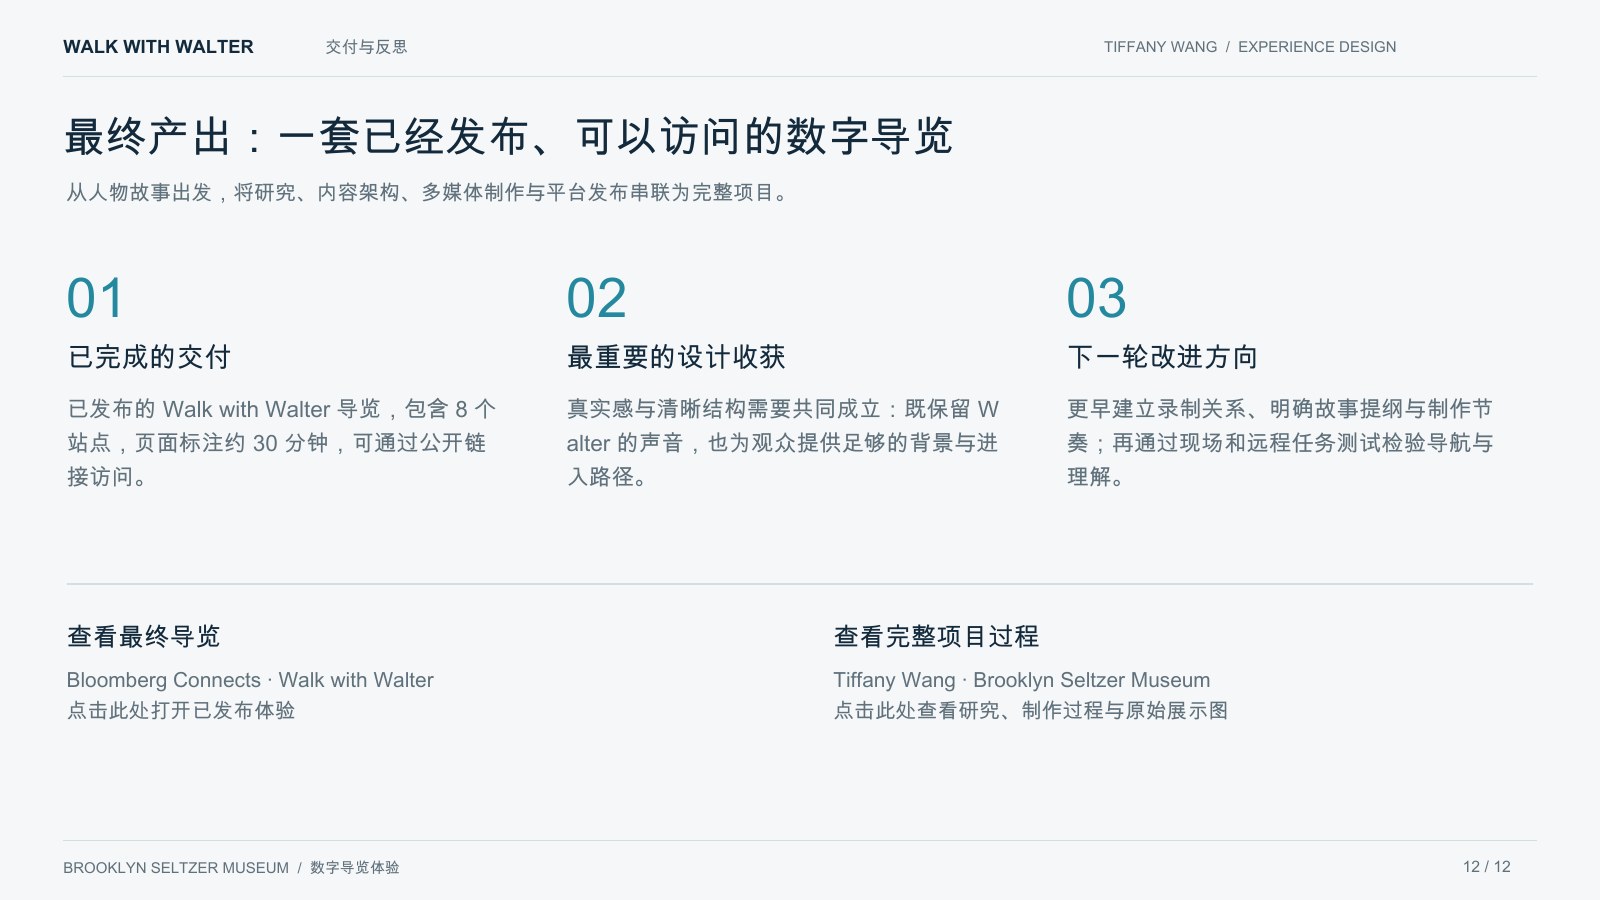 WALK WITH WALTER 交付与反思 TIFFANY WANG / EXPERIENCE DESIGN
最终产出：一套已经发布、可以访问的数字导览
从人物故事出发，将研究、内容架构、多媒体制作与平台发布串联为完整项目。
01
已完成的交付
已发布的 Walk with Walter 导览，包含 8 个
站点，页面标注约 30 分钟，可通过公开链
接访问。
02
最重要的设计收获
真实感与清晰结构需要共同成立：既保留 W
alter 的声音，也为观众提供足够的背景与进
入路径。
03
下一轮改进方向
更早建立录制关系、明确故事提纲与制作节
奏；再通过现场和远程任务测试检验导航与
理解。
查看最终导览
Bloomberg Connects · Walk with Walter
点击此处打开已发布体验
查看完整项目过程
Tiffany Wang · Brooklyn Seltzer Museum
点击此处查看研究、制作过程与原始展示图
BROOKLYN SELTZER MUSEUM / 数字导览体验
12 / 12